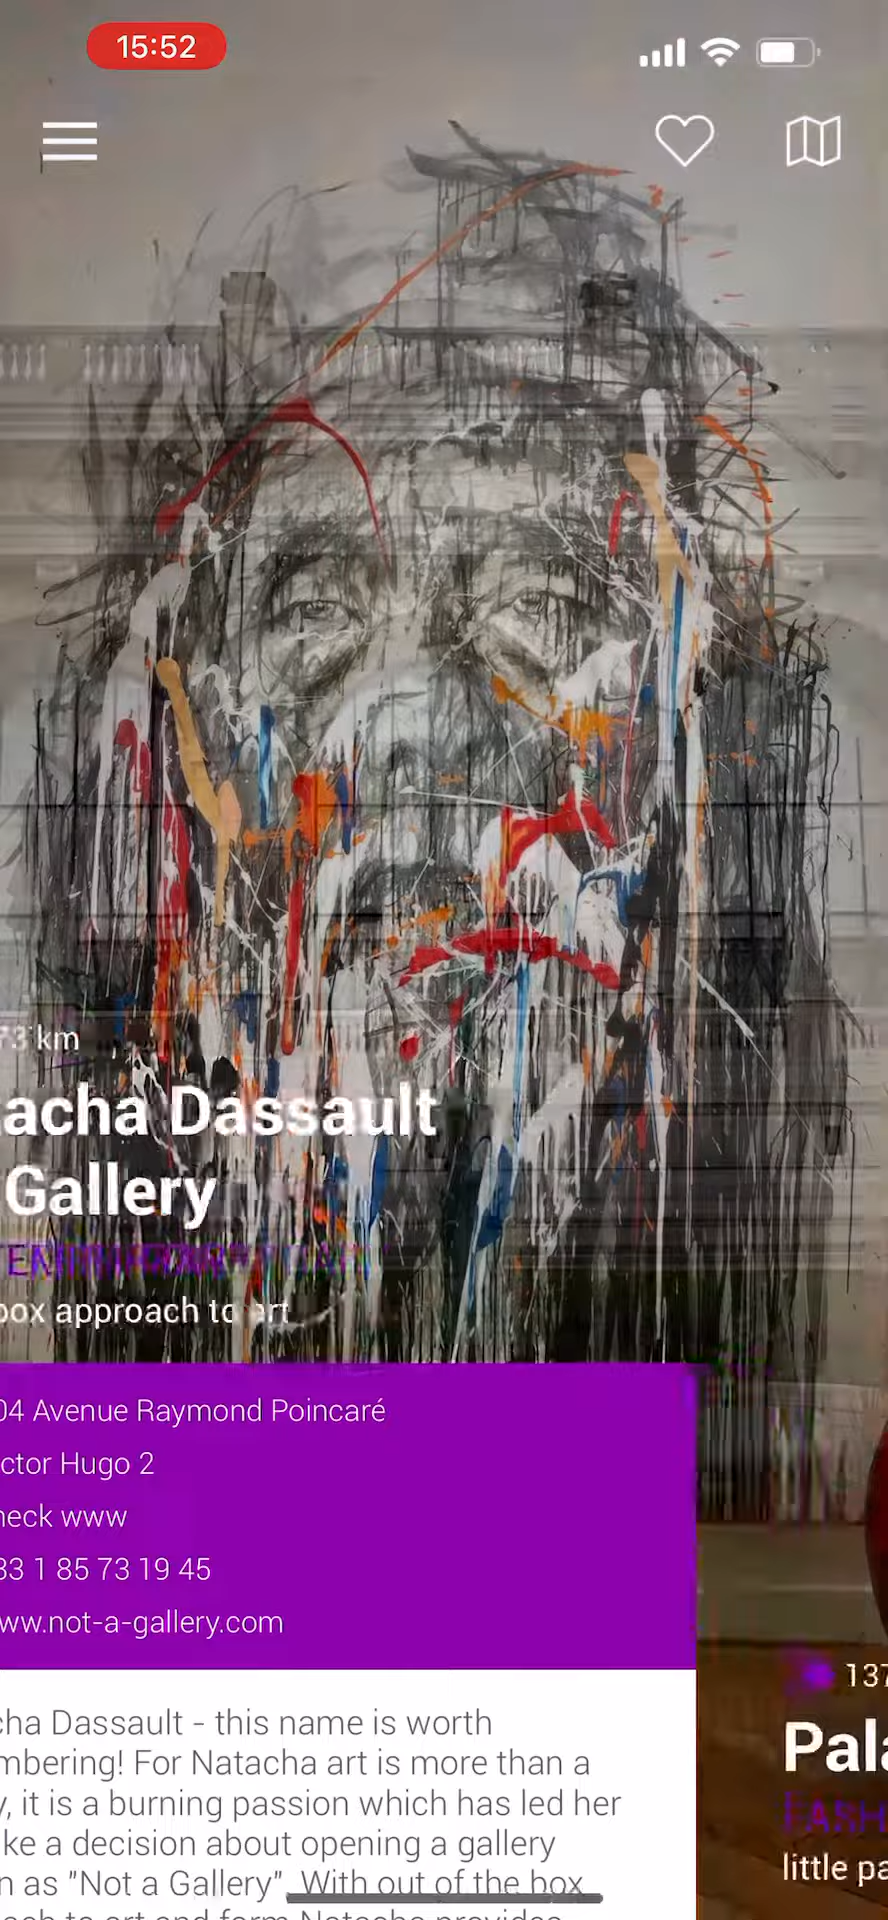 15:52
km
acha Dassault
Gallery
box approach to art
04 Avenue Raymond Poincaré
ctor Hugo 2
heck www
33 1 85 73 19 45
ww.not-a-gallery.com
cha Dassault - this name is worth
mbering! For Natacha art is more than a
y, it is a burning passion which has led her
ke a decision about opening a gallery
n as "Not a Gallery". With out of the box
137
Pala
FASH
little pa